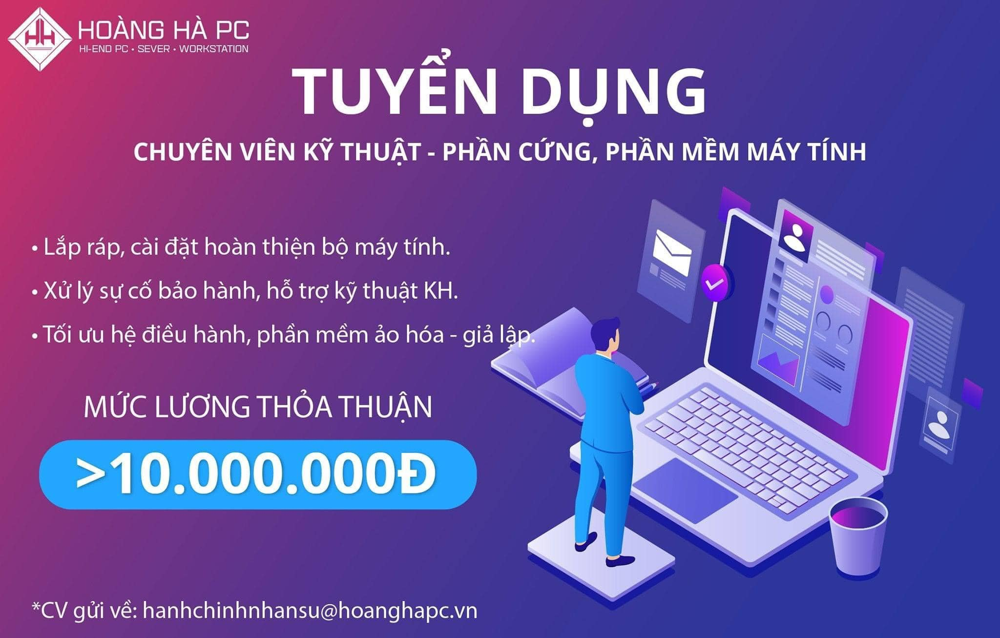 HOÀNG HÀ PC
HI-END PC • SEVER • WORKSTATION
TUYỂN DỤNG
CHUYÊN VIÊN KỸ THUẬT - PHẦN CỨNG, PHẦN MỀM MÁY TÍNH
• Lắp ráp, cài đặt hoàn thiện bộ máy tính.
• Xử lý sự cố bảo hành, hỗ trợ kỹ thuật KH.
• Tối ưu hệ điều hành, phần mềm ảo hóa - giả lập.
MỨC LƯƠNG THỎA THUẬN
>10.000.000Đ
*CV gửi về: hanhchinhnhansu@hoanghapc.vn